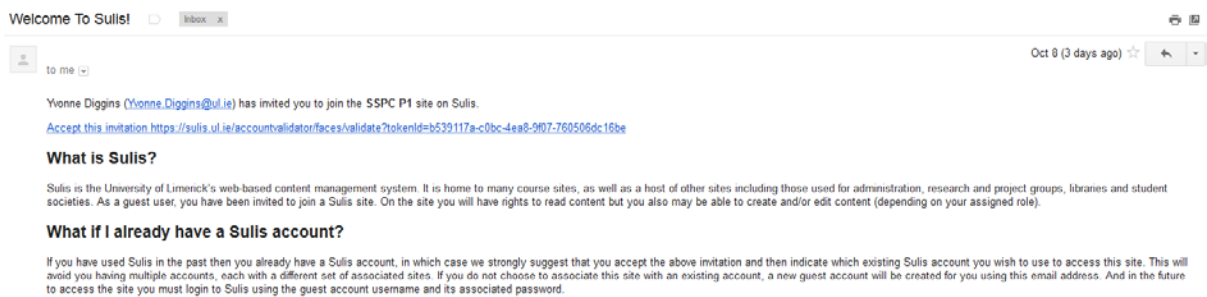 Welcome To Sulis!
Inbox x
Oct 8 (3 days ago)
to me
Yvonne Diggins (Yvonne.Diggins@ul.ie) has invited you to join the SSPC P1 site on Sulis.
Accept this invitation https://sulis.ul.ie/accountvalidator/faces/validate?tokenId=b539117a-c0bc-4ea8-9f07-760506dc16be
What is Sulis?
Sulis is the University of Limerick's web-based content management system. It is home to many course sites, as well as a host of other sites including those used for administration, research and project groups, libraries and student
societies. As a guest user, you have been invited to join a Sulis site. On the site you will have rights to read content but you also may be able to create and/or edit content (depending on your assigned role).
What if I already have a Sulis account?
If you have used Sulis in the past then you already have a Sulis account, in which case we strongly suggest that you accept the above invitation and then indicate which existing Sulis account you wish to use to access this site. This will
avoid you having multiple accounts, each with a different set of associated sites. If you do not choose to associate this site with an existing account, a new guest account will be created for you using this email address. And in the future
to access the site you must login to Sulis using the guest account username and its associated password.